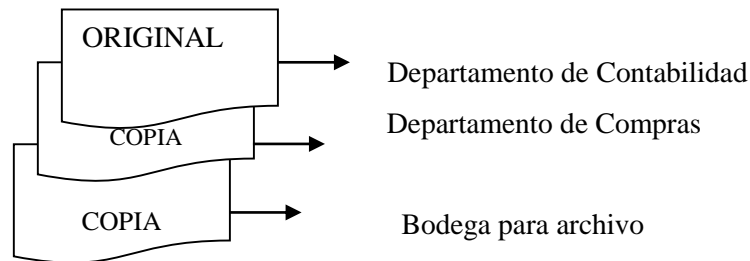 ORIGINAL
Departamento de Contabilidad
COPIA
Departamento de Compras
COPIA
Bodega para archivo